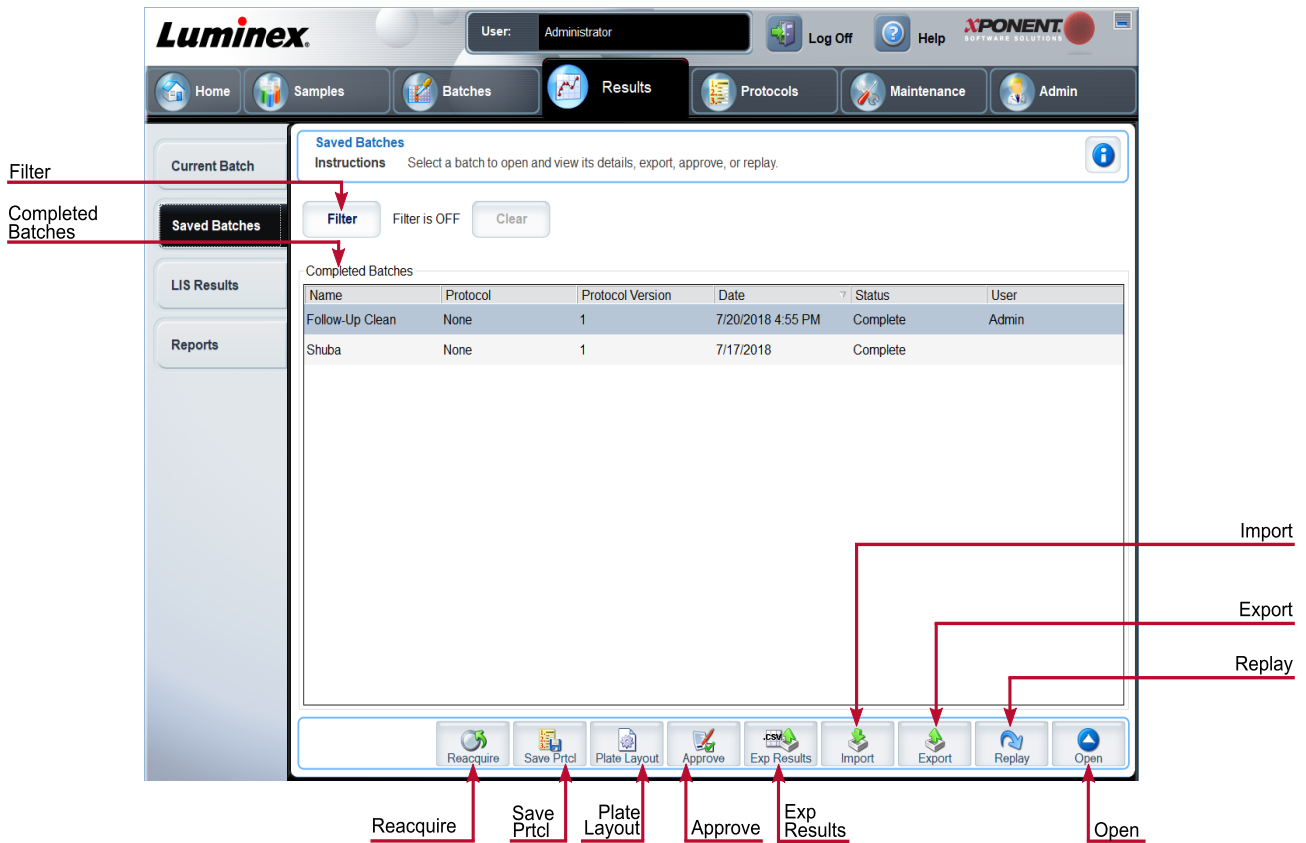 Luminex.
User: Administrator
Log Off
Help
XPONENT.
SOFTWARE SOLUTIONS
Home
Samples
Batches
Results
Protocols
Maintenance
Admin
Current Batch
Saved Batches
LIS Results
Reports
Saved Batches
Instructions Select a batch to open and view its details, export, approve, or replay.
Filter
Completed
Batches
Filter Filter is OFF Clear
Completed Batches
Name Protocol Protocol Version Date Status User
Follow-Up Clean None 1 7/20/2018 4:55 PM Complete Admin
Shuba None 1 7/17/2018 Complete
Import
Export
Replay
.CSV
Reacquire Save Prtcl Plate Layout Approve Exp Results Import Export Replay Open
Reacquire
Save
Prtcl
Plate
Layout
Approve
Exp
Results
Open